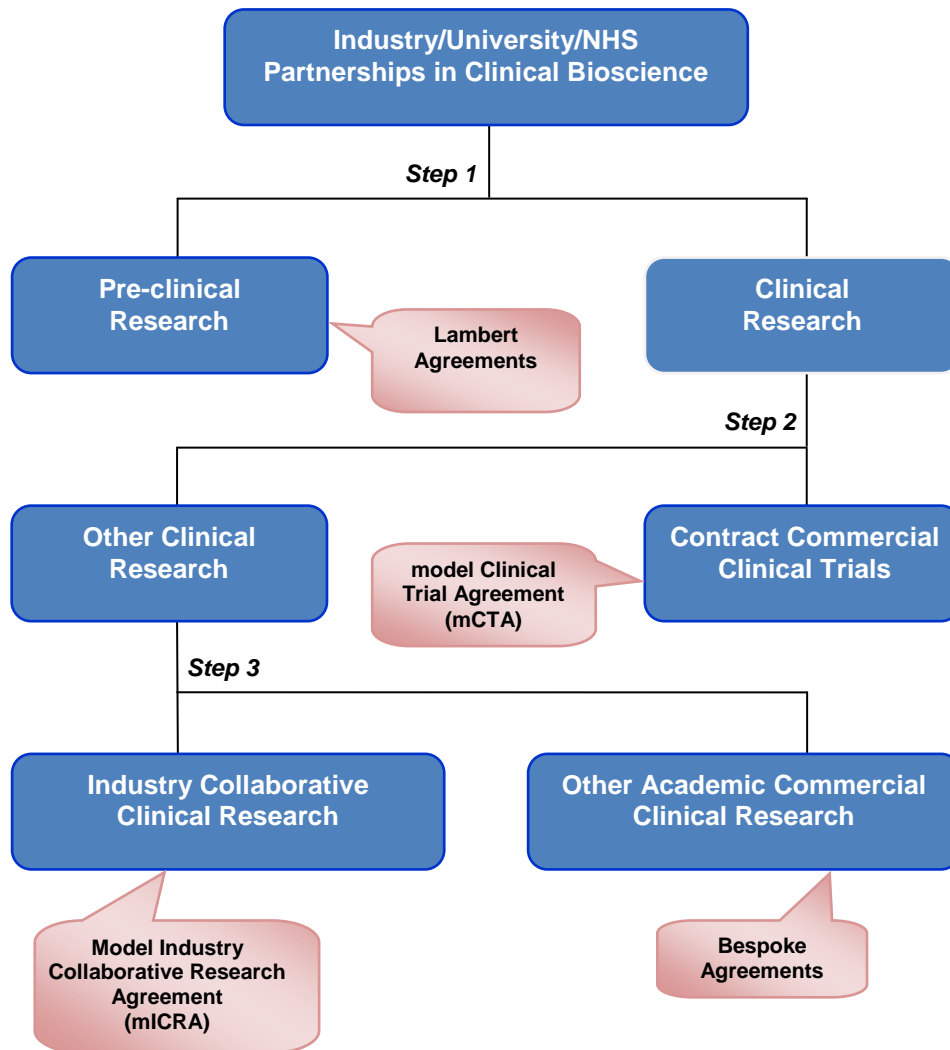 Industry/University/NHS
Partnerships in Clinical Bioscience
Step 1
Pre-clinical
Research
Clinical
Research
Lambert
Agreements
Step 2
Other Clinical
Research
Contract Commercial
Clinical Trials
model Clinical
Trial Agreement
(mCTA)
Step 3
Industry Collaborative
Clinical Research
Other Academic Commercial
Clinical Research
Model Industry
Collaborative Research
Agreement
(mICRA)
Bespoke
Agreements